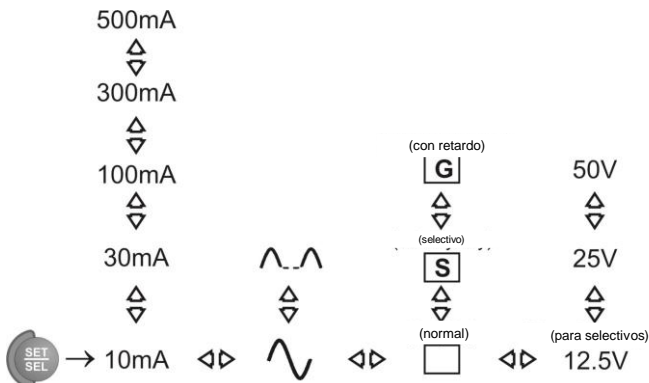 500mA
300mA
(con retardo)
100mA G 50V
(selectivo)
30mA S 25V
(normal) (para selectivos)
SET
SEL 10mA 12.5V